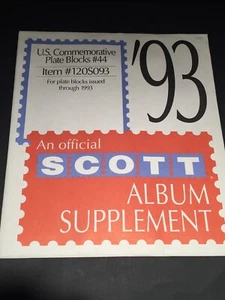 U.S. Commemorative
Plate Blocks #44
Item #120S093
For plate blocks issued
through 1993
'93
An official
SCOTT
ALBUM
SUPPLEMENT